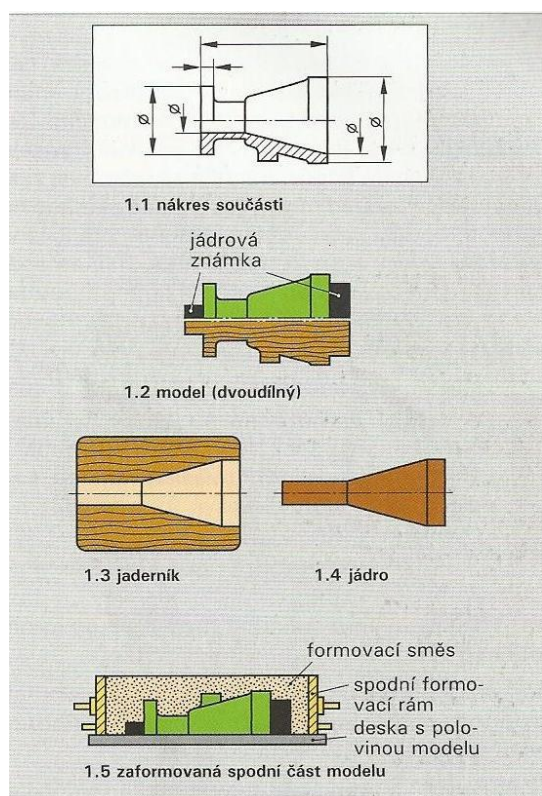 ø
ø
ø
ø
1.1 nákres součásti
jádrová
známka
1.2 model (dvoudílný)
1.3 jaderník
1.4 jádro
formovací směs
spodní formo-
vací rám
deska s polo-
vinou modelu
1.5 zaformovaná spodní část modelu